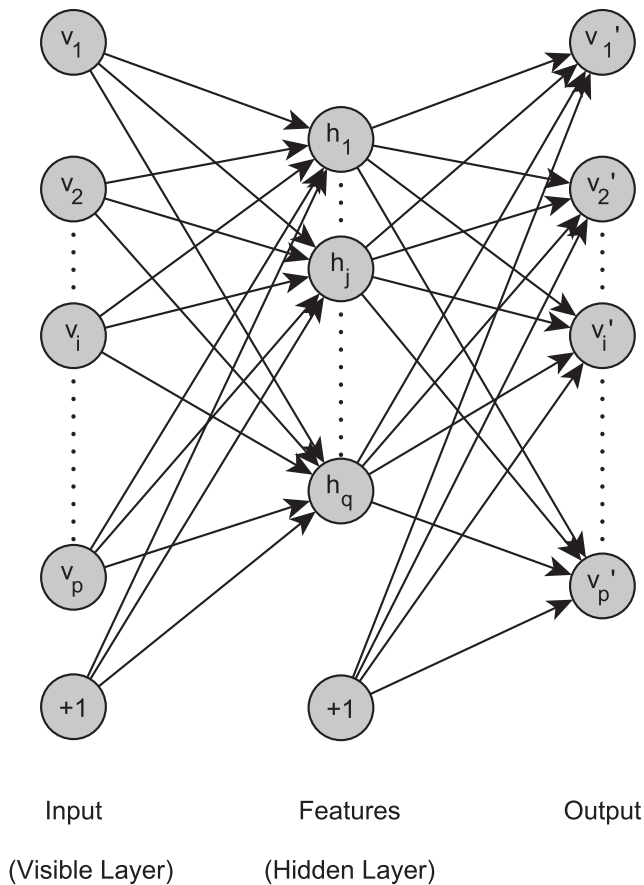 v1
v1'
h1
v2
v2'
hj
vi
vi'
hq
vp
vp'
+1
+1
Input
Features
Output
(Visible Layer)
(Hidden Layer)